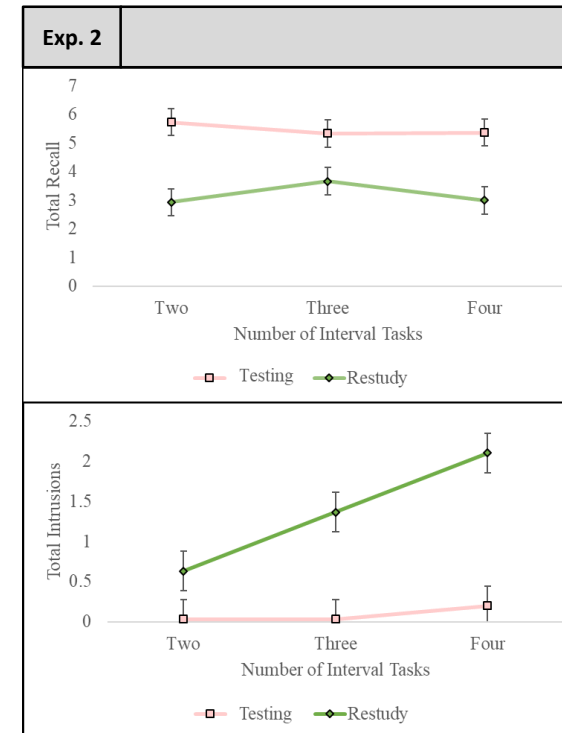 Exp. 2
7
6
5
4
3
2
1
0
Total Recall
Two Three Four
Number of Interval Tasks
Testing Restudy
2.5
2
1.5
1
0.5
0
Total Intrusions
Two Three Four
Number of Interval Tasks
Testing Restudy